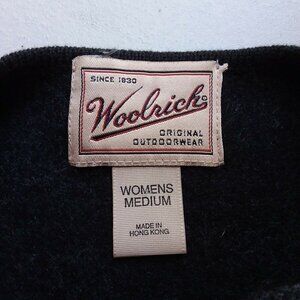 SINCE 1830
Woolrich®
ORIGINAL
OUTDOORWEAR
WOMENS
MEDIUM
MADE IN
HONG KONG